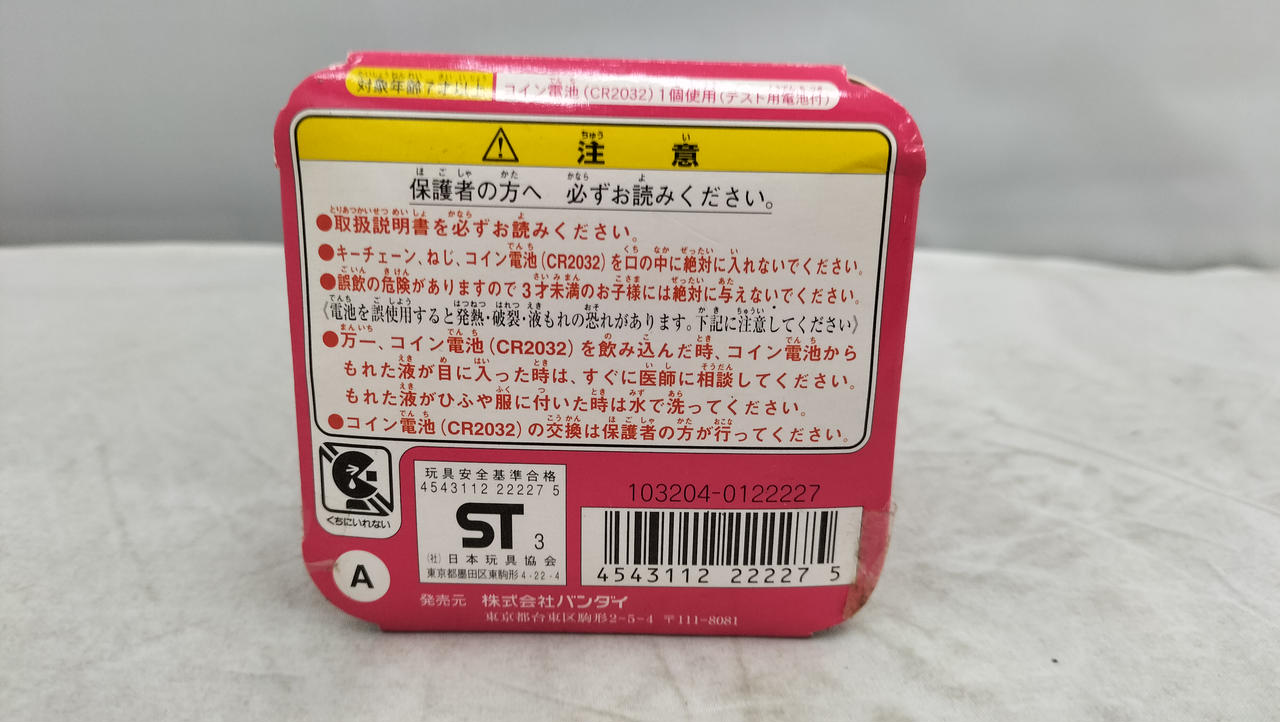 対象年齢7才以上 コイン電池(CR2032)1個使用(テスト用電池付)
注意
保護者の方へ 必ずお読みください。
●取扱説明書を必ずお読みください。
●キーチェーン、ねじ、コイン電池(CR2032)を口の中に絶対に入れないでください。
●誤飲の危険がありますので3才未満のお子様には絶対に与えないでください。
《電池を誤使用すると発熱・破裂・液もれの恐れがあります。下記に注意してください》
●万一、コイン電池(CR2032)を飲み込んだ時、コイン電池から
もれた液が目に入った時は、すぐに医師に相談してください。
もれた液がひふや服に付いた時は水で洗ってください。
●コイン電池(CR2032)の交換は保護者の方が行ってください。
くちにいれない
A
玩具安全基準合格
4543112 22227 5
ST 3
(社)日本玩具協会
東京都墨田区東駒形4-22-4
103204-0122227
4543112 22227 5
発売元 株式会社バンダイ
東京都台東区駒形2-5-4 〒111-8081